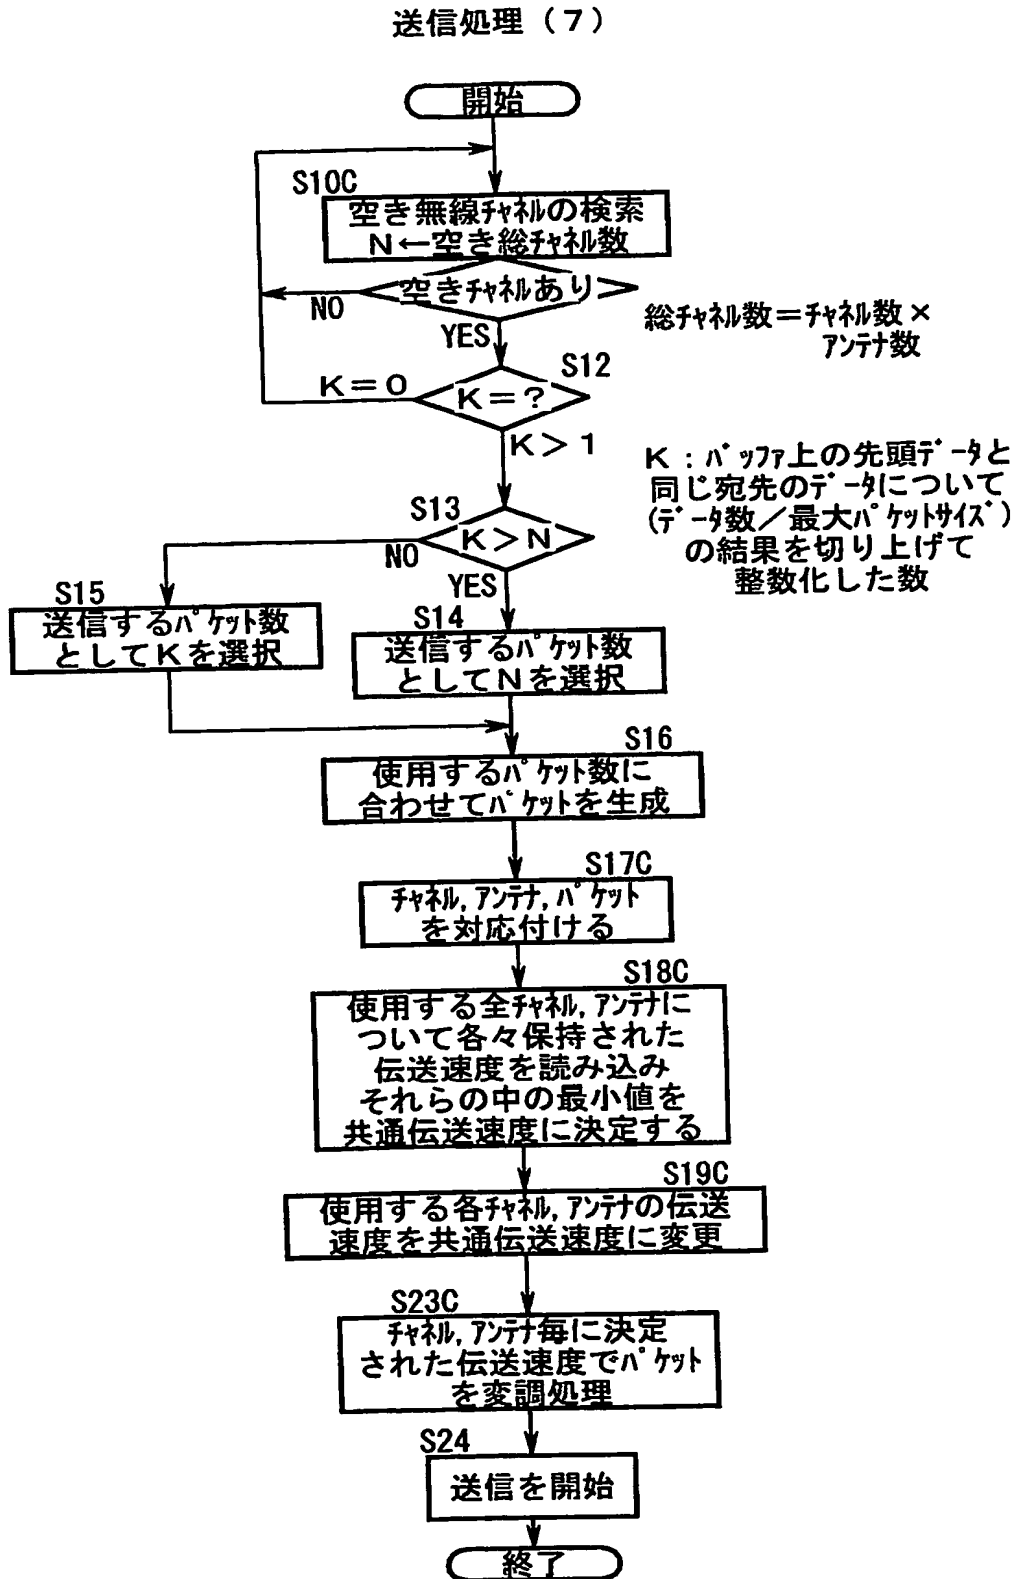 送信処理（７）
開始
S10C
空き無線ﾁｬﾈﾙの検索
N←空き総ﾁｬﾈﾙ数
空きﾁｬﾈﾙあり
NO
YES
総ﾁｬﾈﾙ数＝ﾁｬﾈﾙ数×
ｱﾝﾃﾅ数
S12
K＝0
K＝？
K＞1
K：ﾊﾞｯﾌｧ上の先頭ﾃﾞｰﾀと
同じ宛先のﾃﾞｰﾀについて
(ﾃﾞｰﾀ数／最大ﾊﾟｹｯﾄｻｲｽﾞ)
の結果を切り上げて
整数化した数
S13
K＞N
NO
YES
S15
送信するﾊﾟｹｯﾄ数
としてKを選択
S14
送信するﾊﾟｹｯﾄ数
としてNを選択
S16
使用するﾊﾟｹｯﾄ数に
合わせてﾊﾟｹｯﾄを生成
S17C
ﾁｬﾈﾙ,ｱﾝﾃﾅ,ﾊﾟｹｯﾄ
を対応付ける
S18C
使用する全ﾁｬﾈﾙ,ｱﾝﾃﾅに
ついて各々保持された
伝送速度を読み込み
それらの中の最小値を
共通伝送速度に決定する
S19C
使用する各ﾁｬﾈﾙ,ｱﾝﾃﾅの伝送
速度を共通伝送速度に変更
S23C
ﾁｬﾈﾙ,ｱﾝﾃﾅ毎に決定
された伝送速度でﾊﾟｹｯﾄ
を変調処理
S24
送信を開始
終了